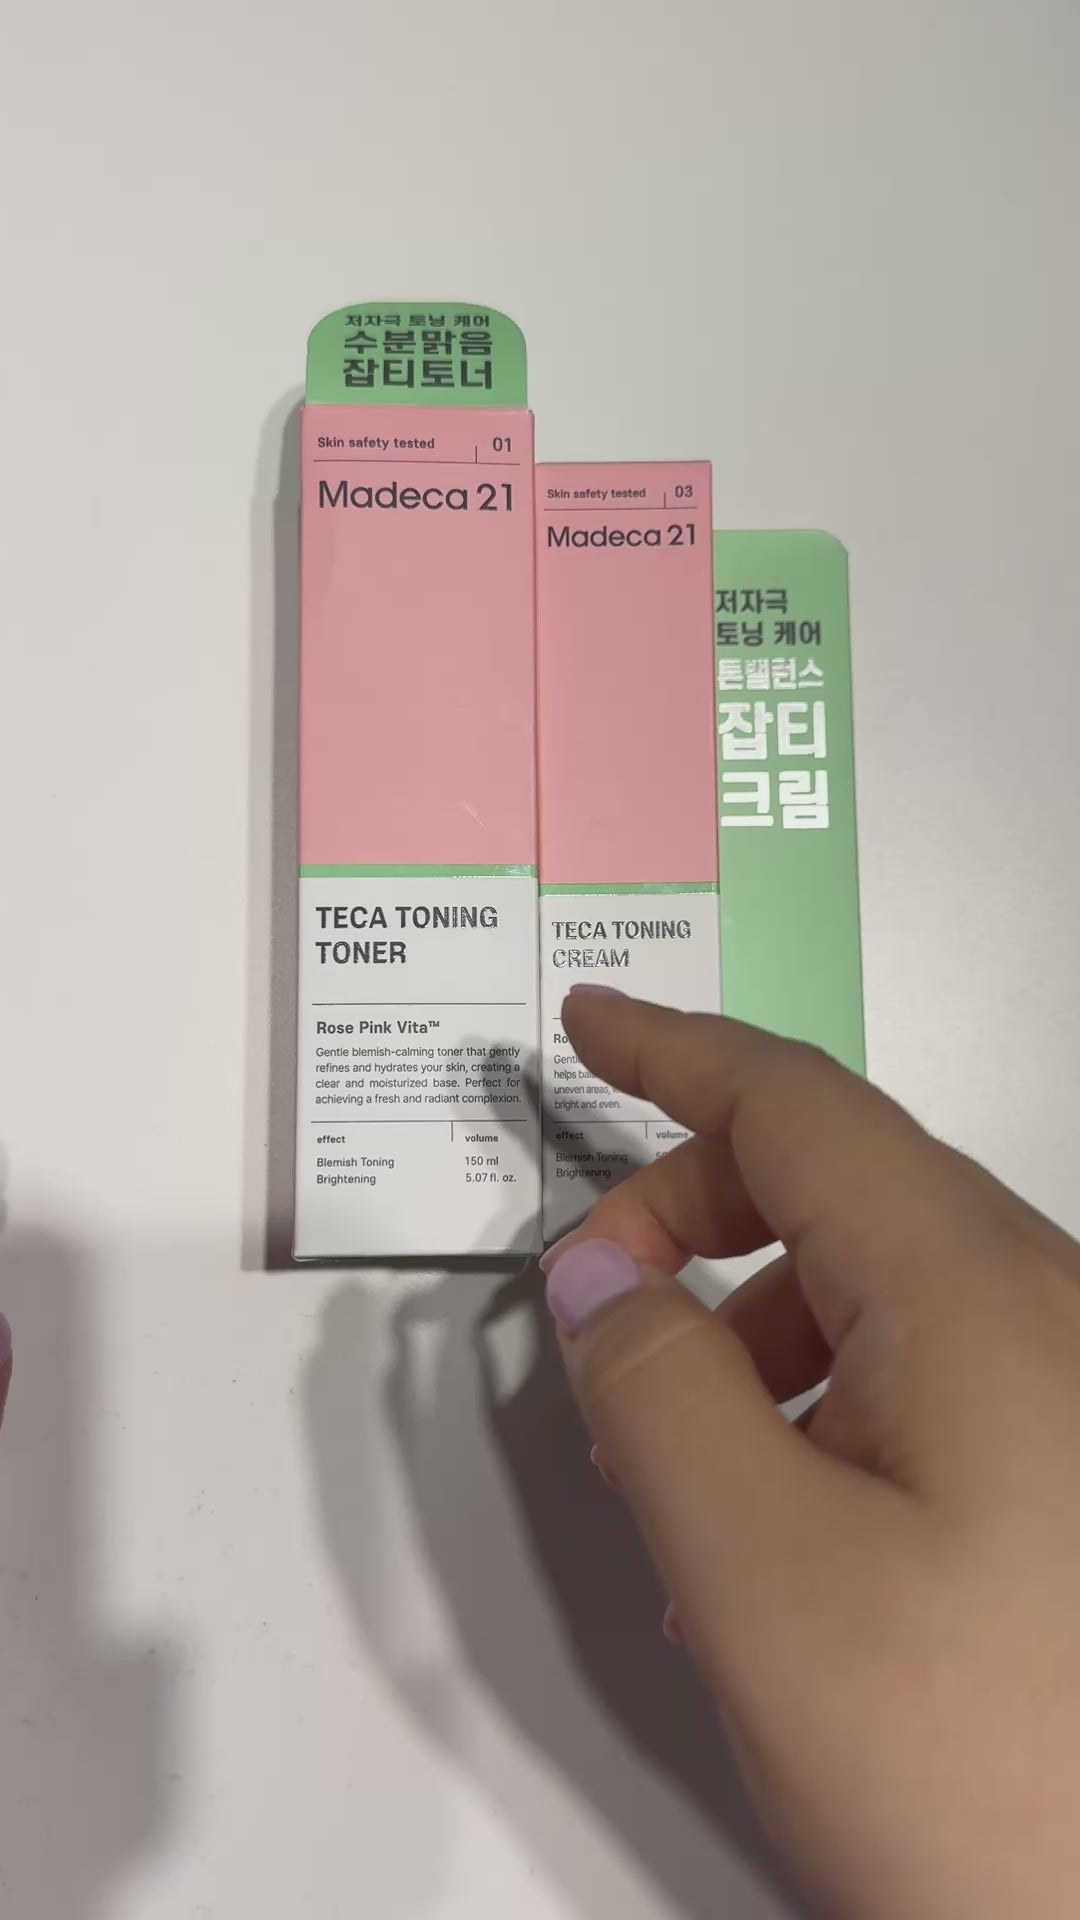 저자극 토닝 케어
수분맑음
잡티토너
Skin safety tested 01
Madeca 21
TECA TONING
TONER
Rose Pink Vita™
Gentle blemish-calming toner that gently
refines and hydrates your skin, creating a
clear and moisturized base. Perfect for
achieving a fresh and radiant complexion.
effect volume
Blemish Toning 150 ml
Brightening 5.07 fl. oz.
Skin safety tested 03
Madeca 21
TECA TONING
CREAM
helps
uneven areas,
bright and even.
effect volume
Blemish Toning
Brightening
저자극
토닝 케어
톤밸런스
잡티
크림